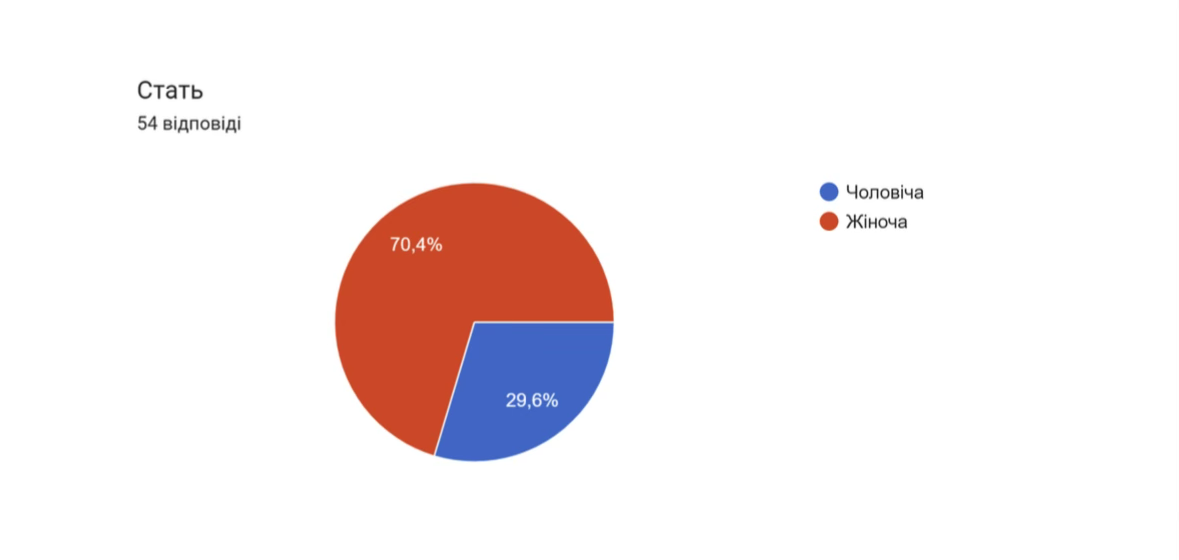 Стать
54 відповіді
Чоловіча
Жіноча
70,4%
29,6%